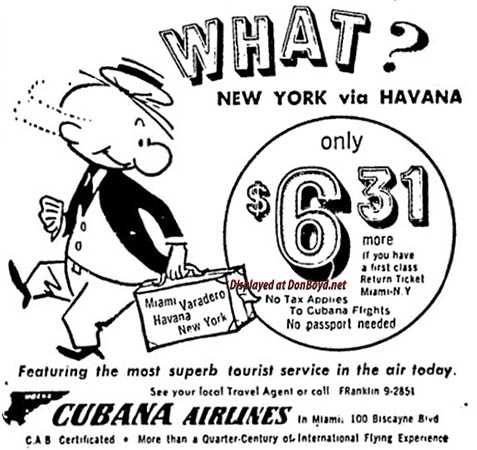 WHAT?
NEW YORK via HAVANA
only
$6 31
more
If you have
a first class
Return Ticket
Miami-N.Y
Displayed at DonBoyd.net
No Tax Applies
To Cubana Flights
No passport needed
Miami Varadero
Havana
New York
Featuring the most superb tourist service in the air today.
See your local Travel Agent or call FRanklin 9-2851
CUBANA AIRLINES In Miami: 100 Biscayne Blvd
C.A B Certificated • More than a Quarter-Century of International Flying Experience